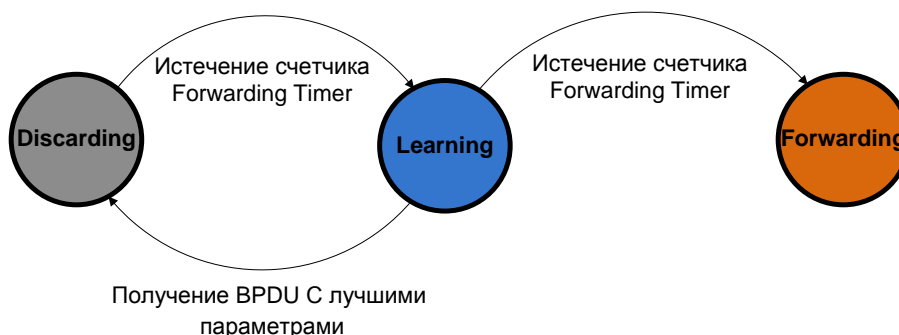 Истечение счетчика
Forwarding Timer
Истечение счетчика
Forwarding Timer
Discarding
Learning
Forwarding
Получение BPDU С лучшими
параметрами